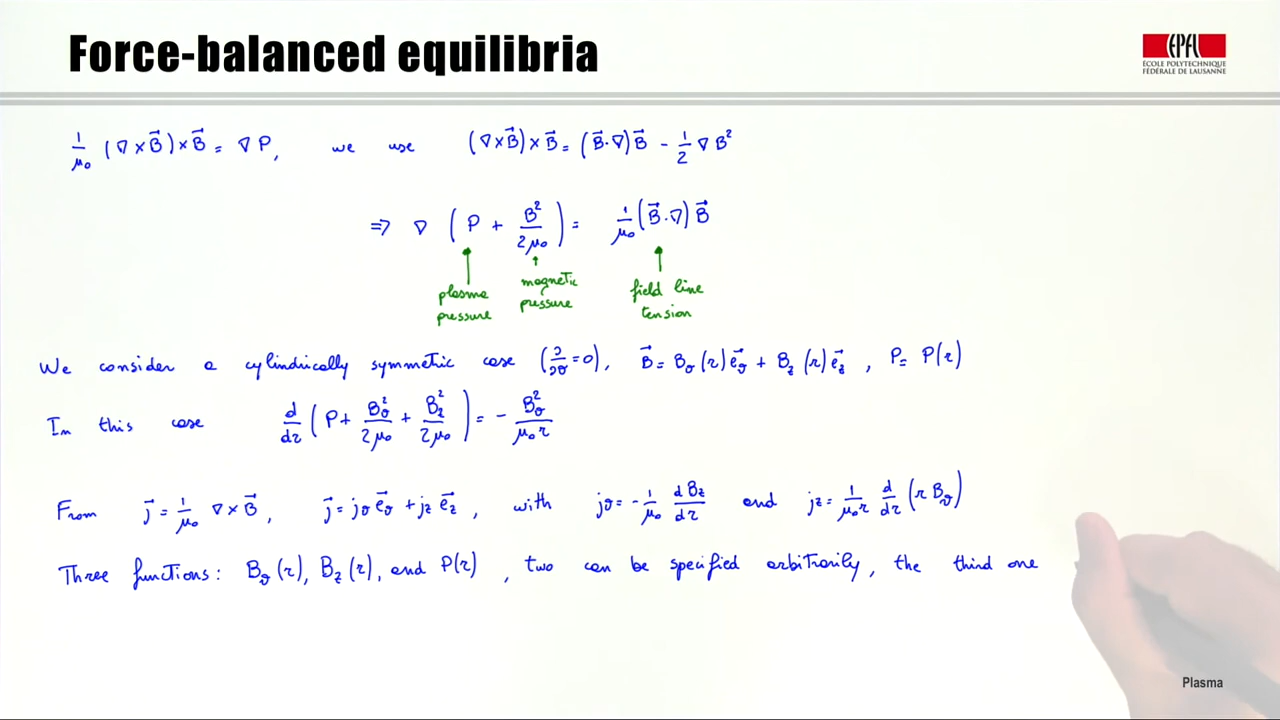 Force-balanced equilibria
EPFL
ÉCOLE POLYTECHNIQUE
FÉDÉRALE DE LAUSANNE
1/μ₀ (∇×B⃗)×B⃗ = ∇P, we use (∇×B⃗)×B⃗ = (B⃗·∇)B⃗ - 1/2 ∇B²
⇒ ∇ (P + B²/2μ₀) = 1/μ₀ (B⃗·∇)B⃗
plasma pressure
magnetic pressure
field line tension
We consider a cylindrically symmetric case (∂/∂θ=0), B⃗ = Bθ(r)e⃗θ + Bz(r)e⃗z, P = P(r)
In this case d/dr (P + Bθ²/2μ₀ + Bz²/2μ₀) = - Bθ²/μ₀r
From j⃗ = 1/μ₀ ∇×B⃗, j⃗ = jθ e⃗θ + jz e⃗z, with jθ = -1/μ₀ dBz/dr and jz = 1/μ₀r d/dr (r Bθ)
Three functions: Bθ(r), Bz(r), and P(r), two can be specified arbitrarily, the third one
Plasma